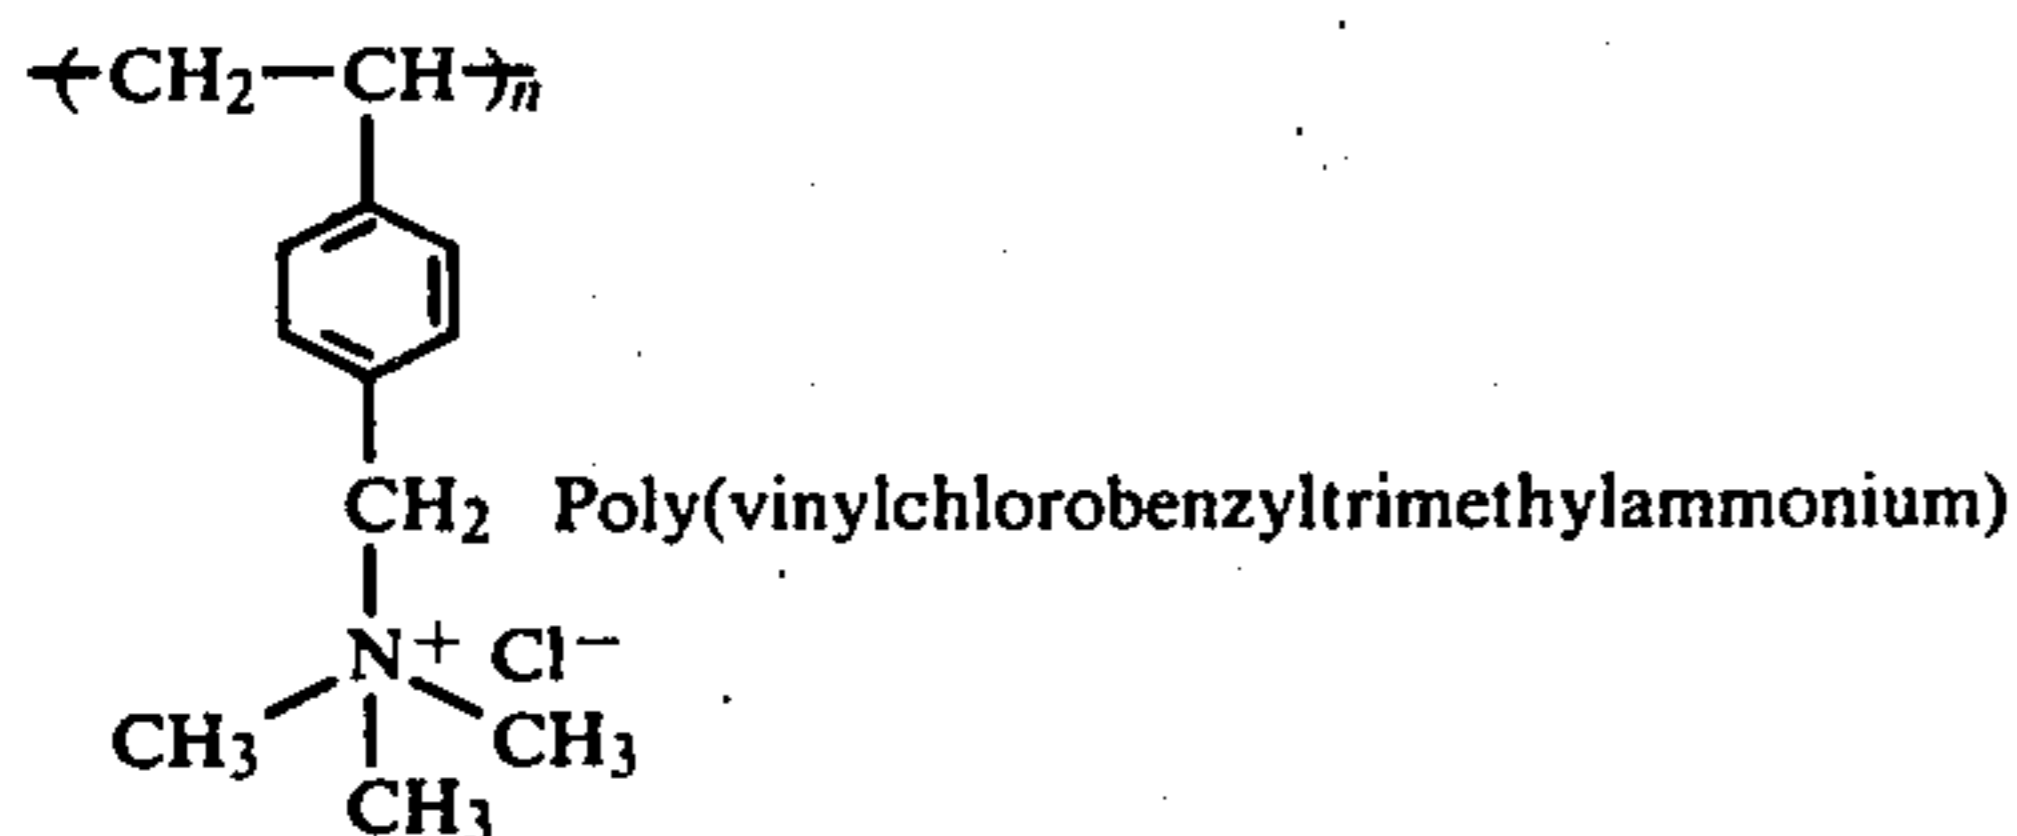 (CH₂—CH)ₙ
CH₂ Poly(vinylchlorobenzyltrimethylammonium)
N⁺ Cl⁻
CH₃ CH₃
CH₃